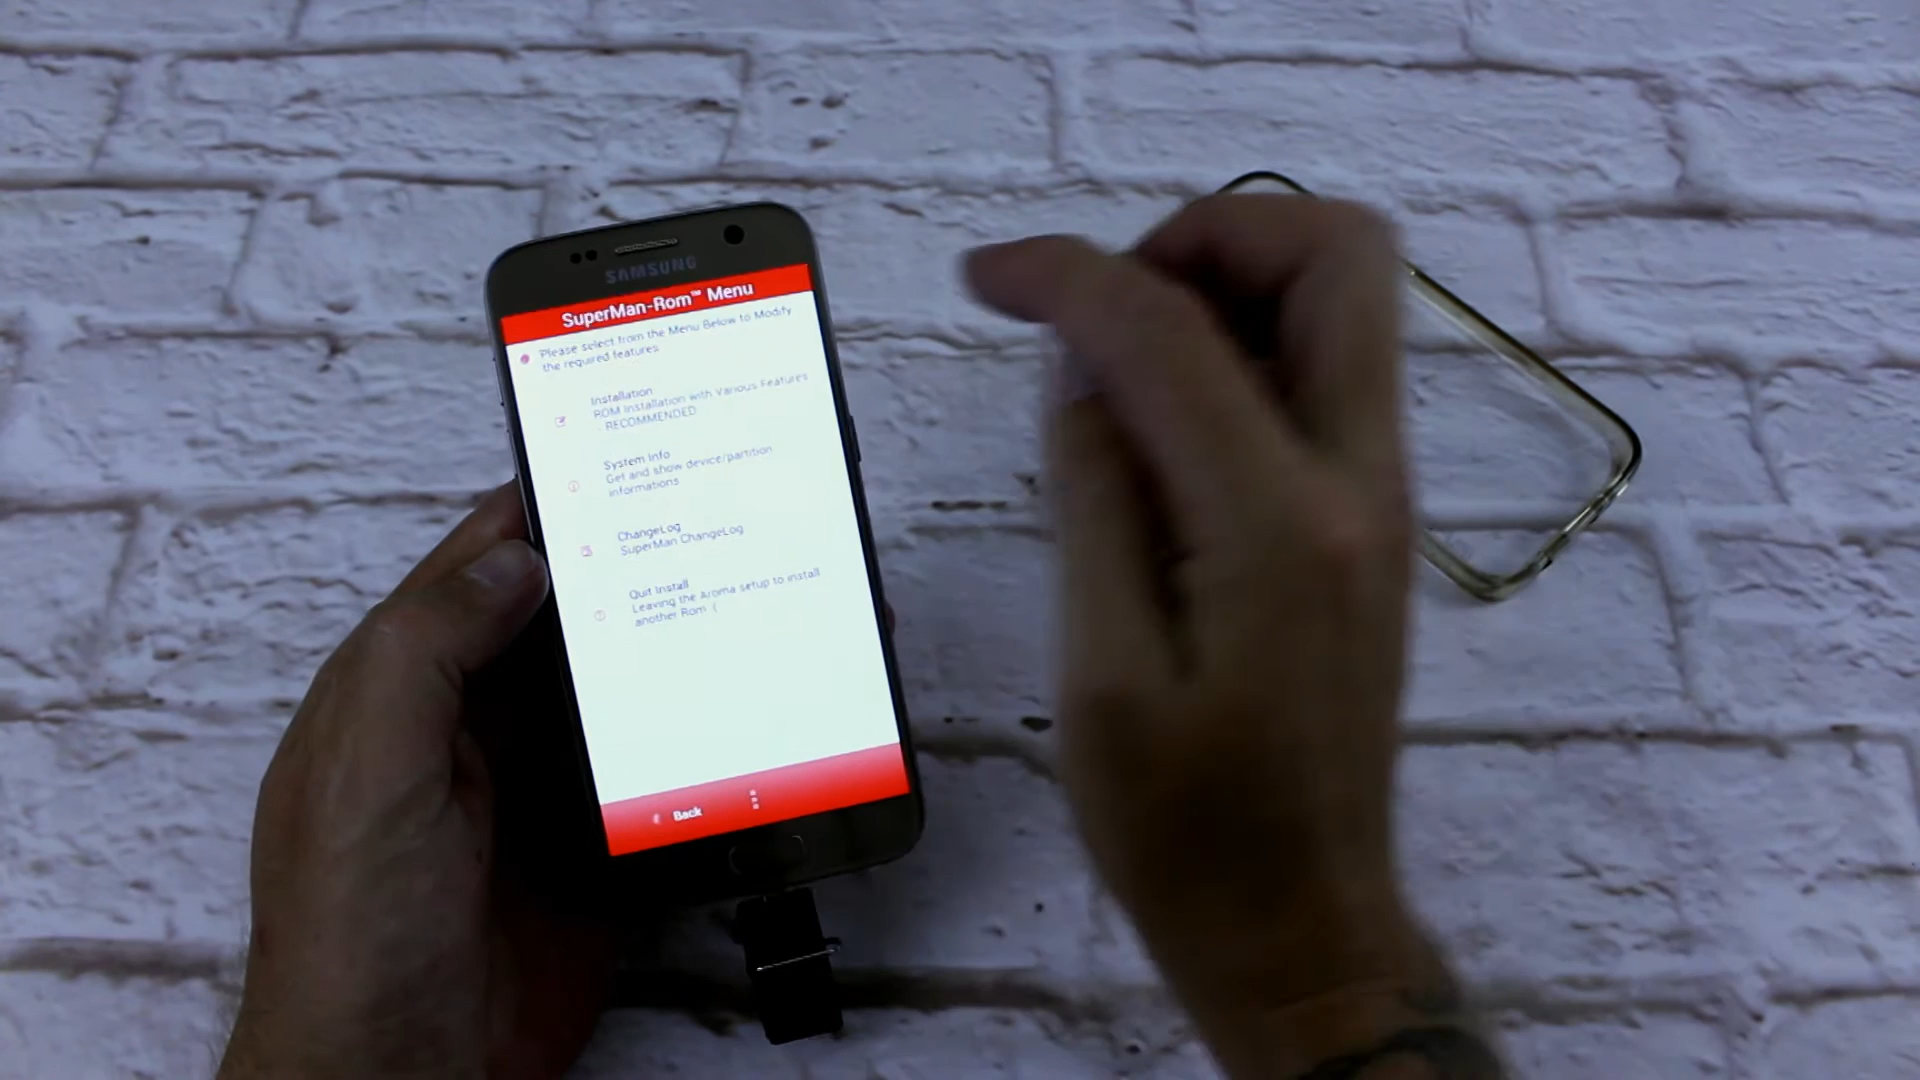 SAMSUNG
SuperMan-Rom™ Menu
Please select from the Menu Below to Modify
the required features
Installation
ROM Installation with Various Features
- RECOMMENDED
System Info
Get and show device/partition
informations
ChangeLog
SuperMan ChangeLog
Quit Install
Leaving the Aroma setup to install
another Rom (
Back